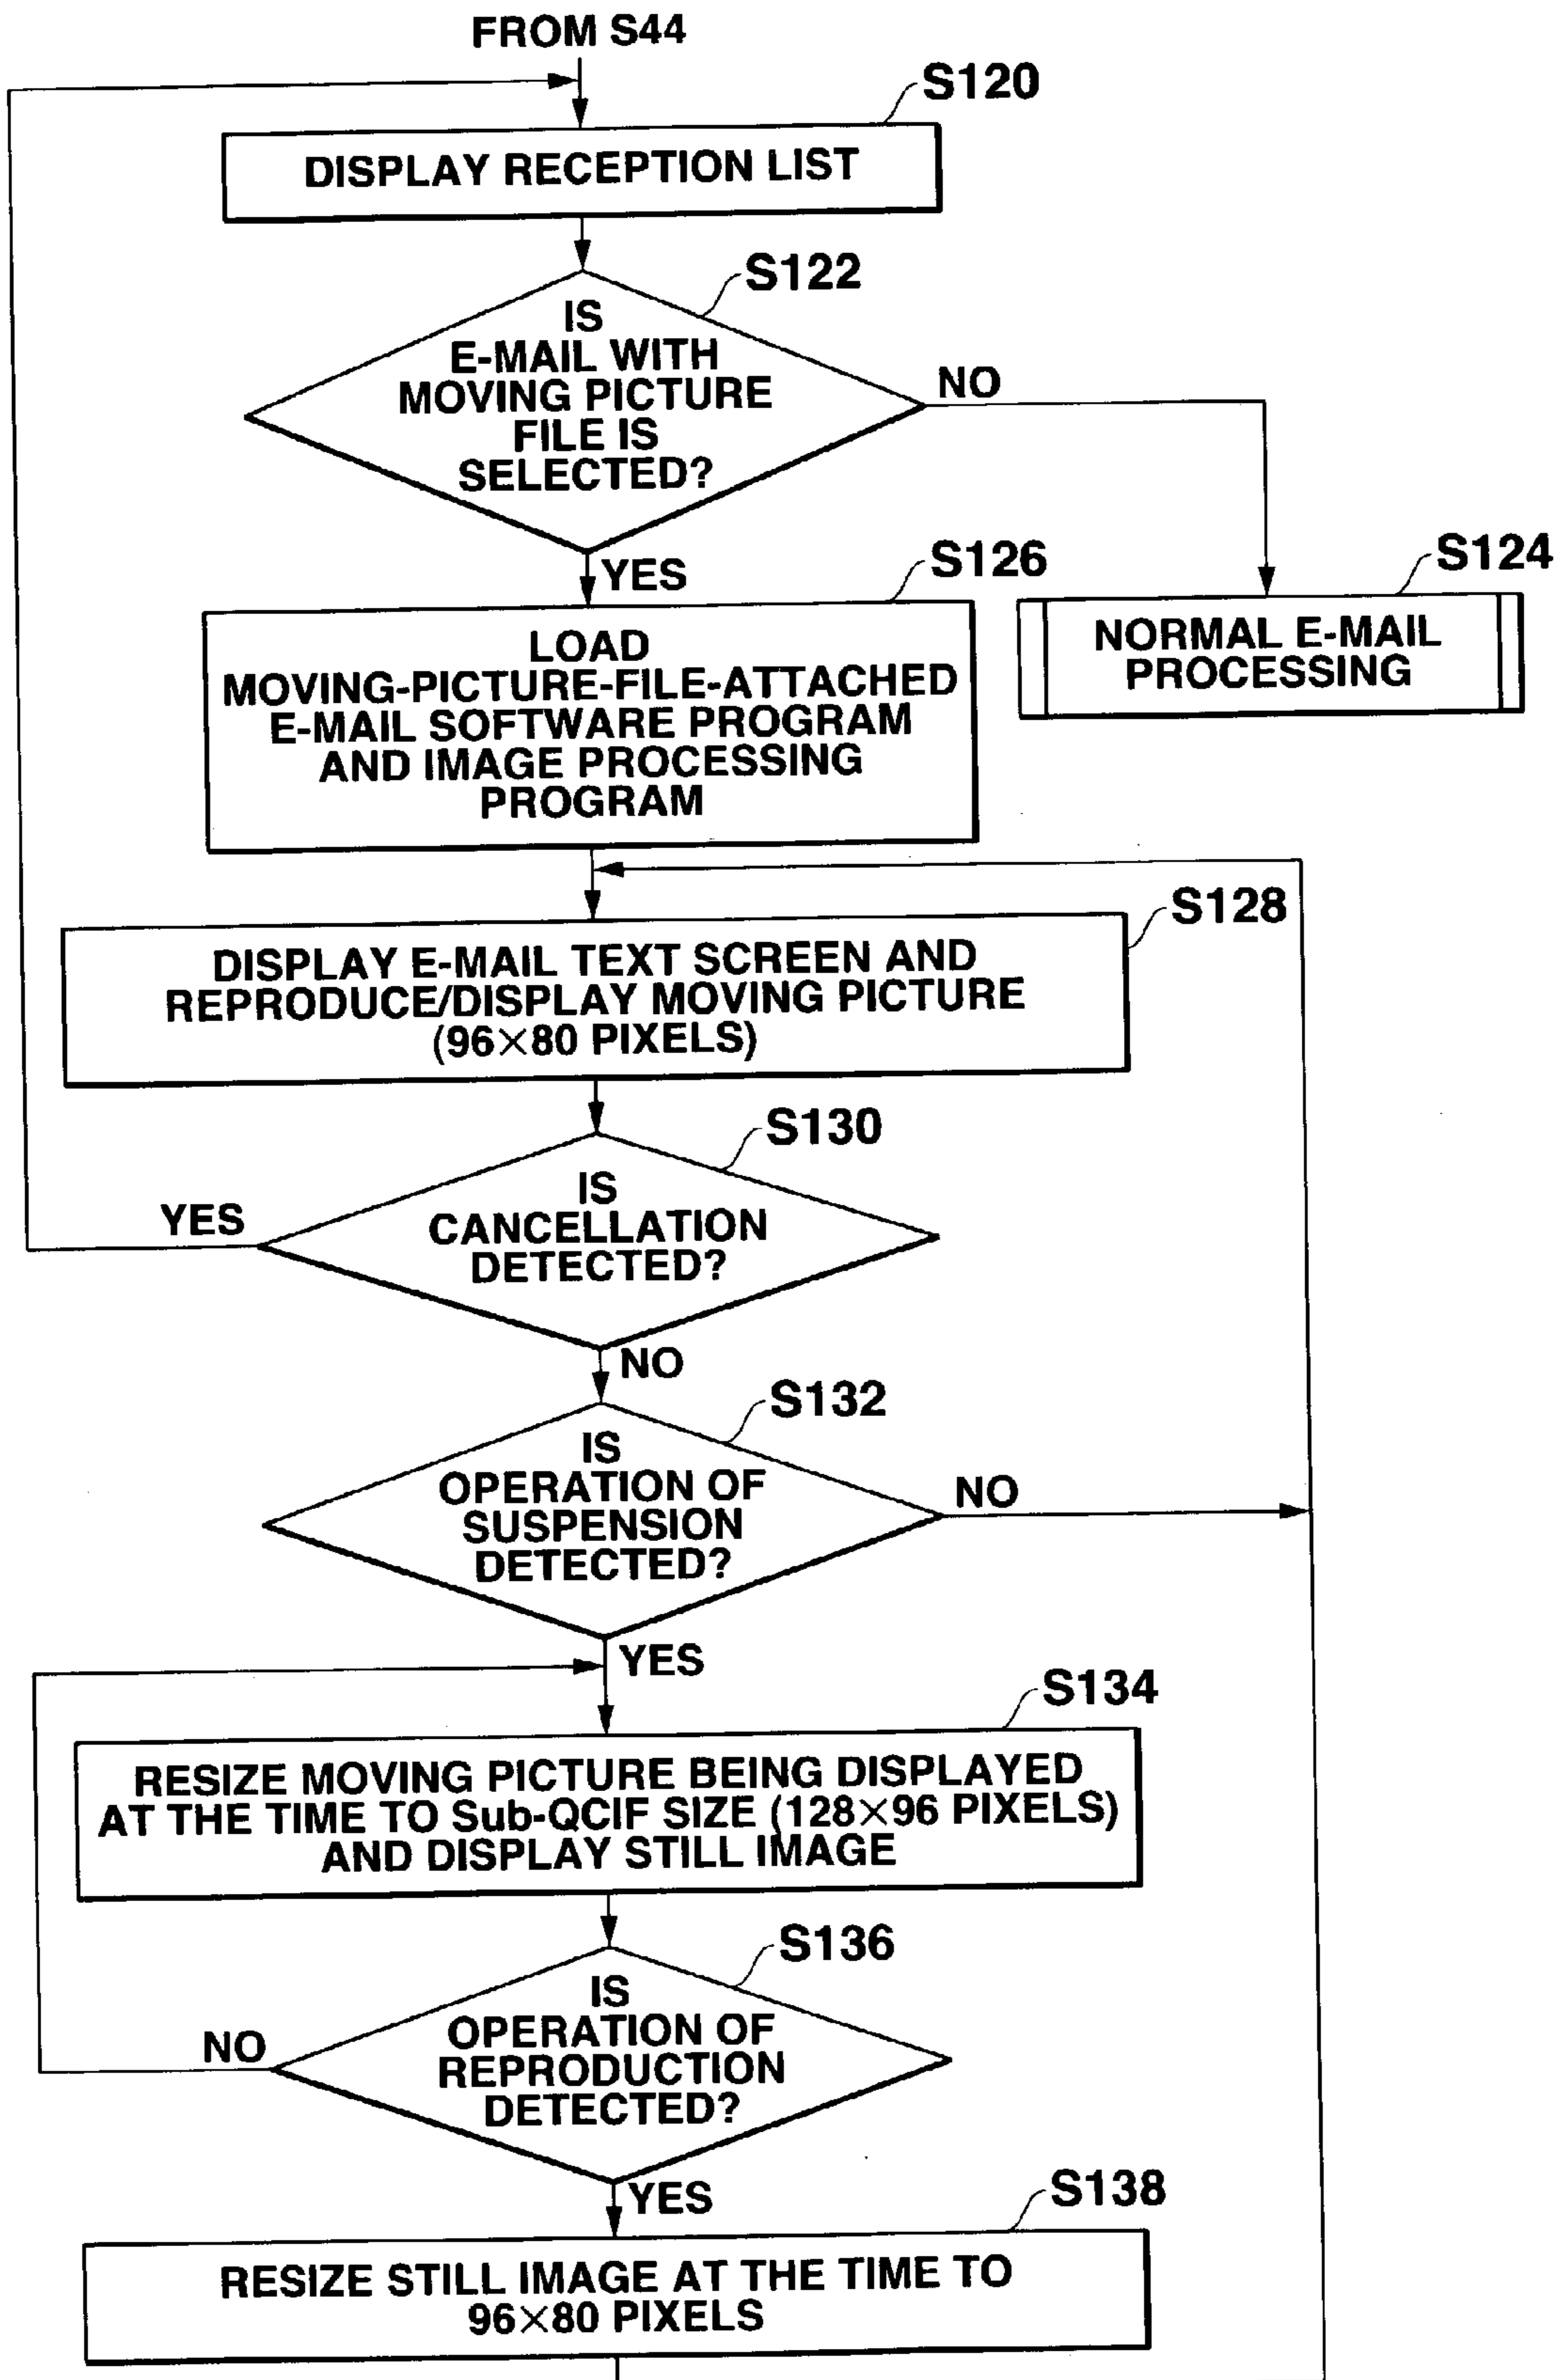 FROM S44
S120
DISPLAY RECEPTION LIST
S122
IS
E-MAIL WITH
MOVING PICTURE
FILE IS
SELECTED?
NO
YES
S126
LOAD
MOVING-PICTURE-FILE-ATTACHED
E-MAIL SOFTWARE PROGRAM
AND IMAGE PROCESSING
PROGRAM
S124
NORMAL E-MAIL
PROCESSING
S128
DISPLAY E-MAIL TEXT SCREEN AND
REPRODUCE/DISPLAY MOVING PICTURE
(96×80 PIXELS)
S130
IS
CANCELLATION
DETECTED?
YES
NO
S132
IS
OPERATION OF
SUSPENSION
DETECTED?
NO
YES
S134
RESIZE MOVING PICTURE BEING DISPLAYED
AT THE TIME TO Sub-QCIF SIZE (128×96 PIXELS)
AND DISPLAY STILL IMAGE
S136
IS
OPERATION OF
REPRODUCTION
DETECTED?
NO
YES
S138
RESIZE STILL IMAGE AT THE TIME TO
96×80 PIXELS